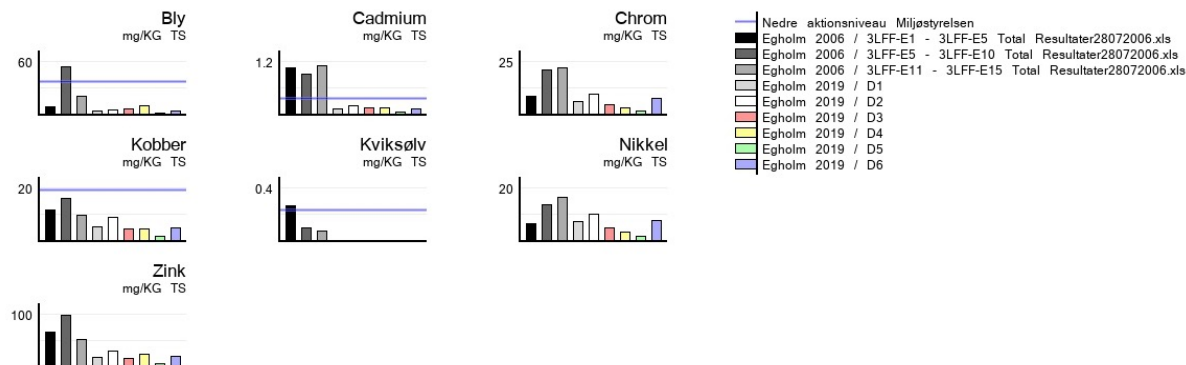 Bly
mg/KG TS
60
Cadmium
mg/KG TS
1.2
Chrom
mg/KG TS
25
Nedre aktionsniveau Miljøstyrelsen
Egholm 2006 / 3LFF-E1 - 3LFF-E5 Total Resultater28072006.xls
Egholm 2006 / 3LFF-E5 - 3LFF-E10 Total Resultater28072006.xls
Egholm 2006 / 3LFF-E11 - 3LFF-E15 Total Resultater28072006.xls
Egholm 2019 / D1
Egholm 2019 / D2
Egholm 2019 / D3
Egholm 2019 / D4
Egholm 2019 / D5
Egholm 2019 / D6
Kobber
mg/KG TS
20
Kviksølv
mg/KG TS
0.4
Nikkel
mg/KG TS
20
Zink
mg/KG TS
100